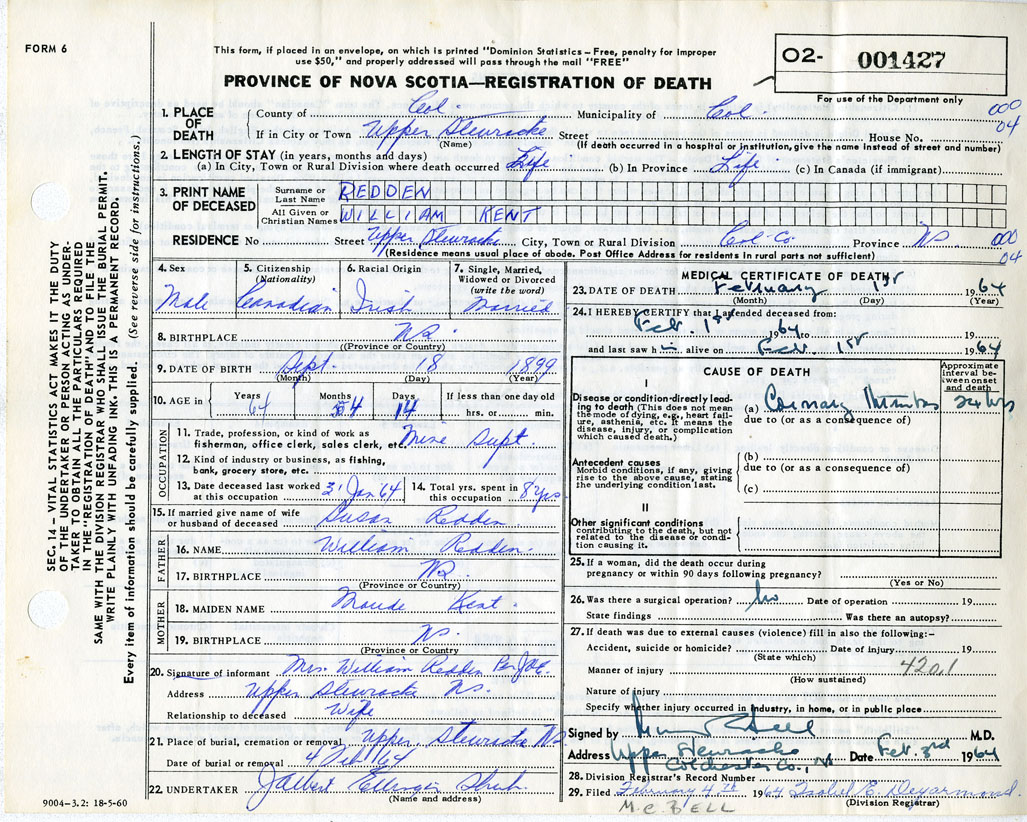 FORM 6
This form, if placed in an envelope, on which is printed "Dominion Statistics – Free, penalty for improper
use $50," and properly addressed will pass through the mail "FREE"
O2- 001427
For use of the Department only
PROVINCE OF NOVA SCOTIA—REGISTRATION OF DEATH
SEC. 14 – VITAL STATISTICS ACT MAKES IT THE DUTY
OF THE UNDERTAKER OR PERSON ACTING AS UNDER-
TAKER TO OBTAIN ALL THE PARTICULARS REQUIRED
IN THE "REGISTRATION OF DEATH" AND TO FILE THE
SAME WITH THE DIVISION REGISTRAR WHO SHALL ISSUE THE BURIAL PERMIT.
WRITE PLAINLY WITH UNFADING INK. THIS IS A PERMANENT RECORD.
Every item of information should be carefully supplied. (See reverse side for instructions.)
1. PLACE OF DEATH
County of Col. Municipality of Col. 000
04
If in City or Town Upper Stewiacke Street House No.
(Name) (If death occurred in a hospital or institution, give the name instead of street and number)
2. LENGTH OF STAY (in years, months and days)
(a) In City, Town or Rural Division where death occurred Life (b) In Province Life (c) In Canada (if immigrant)
3. PRINT NAME OF DECEASED
Surname or Last Name REDDEN
All Given or Christian Names WILLIAM KENT
RESIDENCE No Street Upper Stewiacke City, Town or Rural Division Col-Co. Province NS. 000
04
(Residence means usual place of abode. Post Office Address for residents in rural parts not sufficient)
4. Sex Male
5. Citizenship (Nationality) Canadian
6. Racial Origin Irish
7. Single, Married, Widowed or Divorced (write the word) Married
8. BIRTHPLACE NS.
((Province or Country)
9. DATE OF BIRTH Sept. 18 1899
(Month) (Day) (Year)
10. AGE in Years 64 Months 4 Days 14 If less than one day old
hrs. or min.
OCCUPATION
11. Trade, profession, or kind of work as
fisherman, office clerk, sales clerk, etc. Mine Supt.
12. Kind of industry or business, as fishing,
bank, grocery store, etc.
13. Date deceased last worked at this occupation 31 Jan 64
14. Total yrs. spent in this occupation 8 yrs
15. If married give name of wife
or husband of deceased Susan Redden
FATHER
16. NAME William Redden.
17. BIRTHPLACE NS.
(Province or Country)
MOTHER
18. MAIDEN NAME Maude Kent.
19. BIRTHPLACE NS.
(Province or Country
20. Signature of informant Mrs. William Redden Per
Address Upper Stewiacke NS.
Relationship to deceased Wife
21. Place of burial, cremation or removal Upper Stewiacke NS
Date of burial or removal 4 Feb 64
22. UNDERTAKER
(Name and address)
9004-3.2: 18-5-60
MEDICAL CERTIFICATE OF DEATH
23. DATE OF DEATH February 1st 1964
(Month) (Day) (Year)
24. I HEREBY CERTIFY that I attended deceased from:
Feb. 1st 1964
and last saw him alive on Feb. 1st 1964
CAUSE OF DEATH
Approximate interval be-tween onset and death
I
Disease or condition-directly lead-
ing to death (This does not mean
the mode of dying, e.g., heart fail-
ure, asthenia, etc. It means the
disease, injury, or complication
which caused death.)
(a) Coronary 24 hrs
due to (or as a consequence of)
Antecedent causes
Morbid conditions, if any, giving
rise to the above cause, stating
the underlying condition last.
(b)
due to (or as a consequence of)
(c)
II
Other significant conditions
contributing to the death, but not
related to the disease or condi-
tion causing it.
25. If a woman, did the death occur during
pregnancy or within 90 days following pregnancy?
(Yes or No)
26. Was there a surgical operation? No Date of operation 19
State findings Was there an autopsy?
27. If death was due to external causes (violence) fill in also the following:–
Accident, suicide or homicide? Date of injury 19
(State which)
Manner of injury 420.1
(How sustained)
Nature of injury
Specify whether injury occurred in industry, in home, or in public place
Signed by M.D.
Address Upper Stewiacke Date Feb. 3rd 1964
Colchester Co., NS
28. Division Registrar's Record Number
29. Filed February 4th 1964 Isabel E. Deyarmond.
(Division Registrar)
M.C. BELL